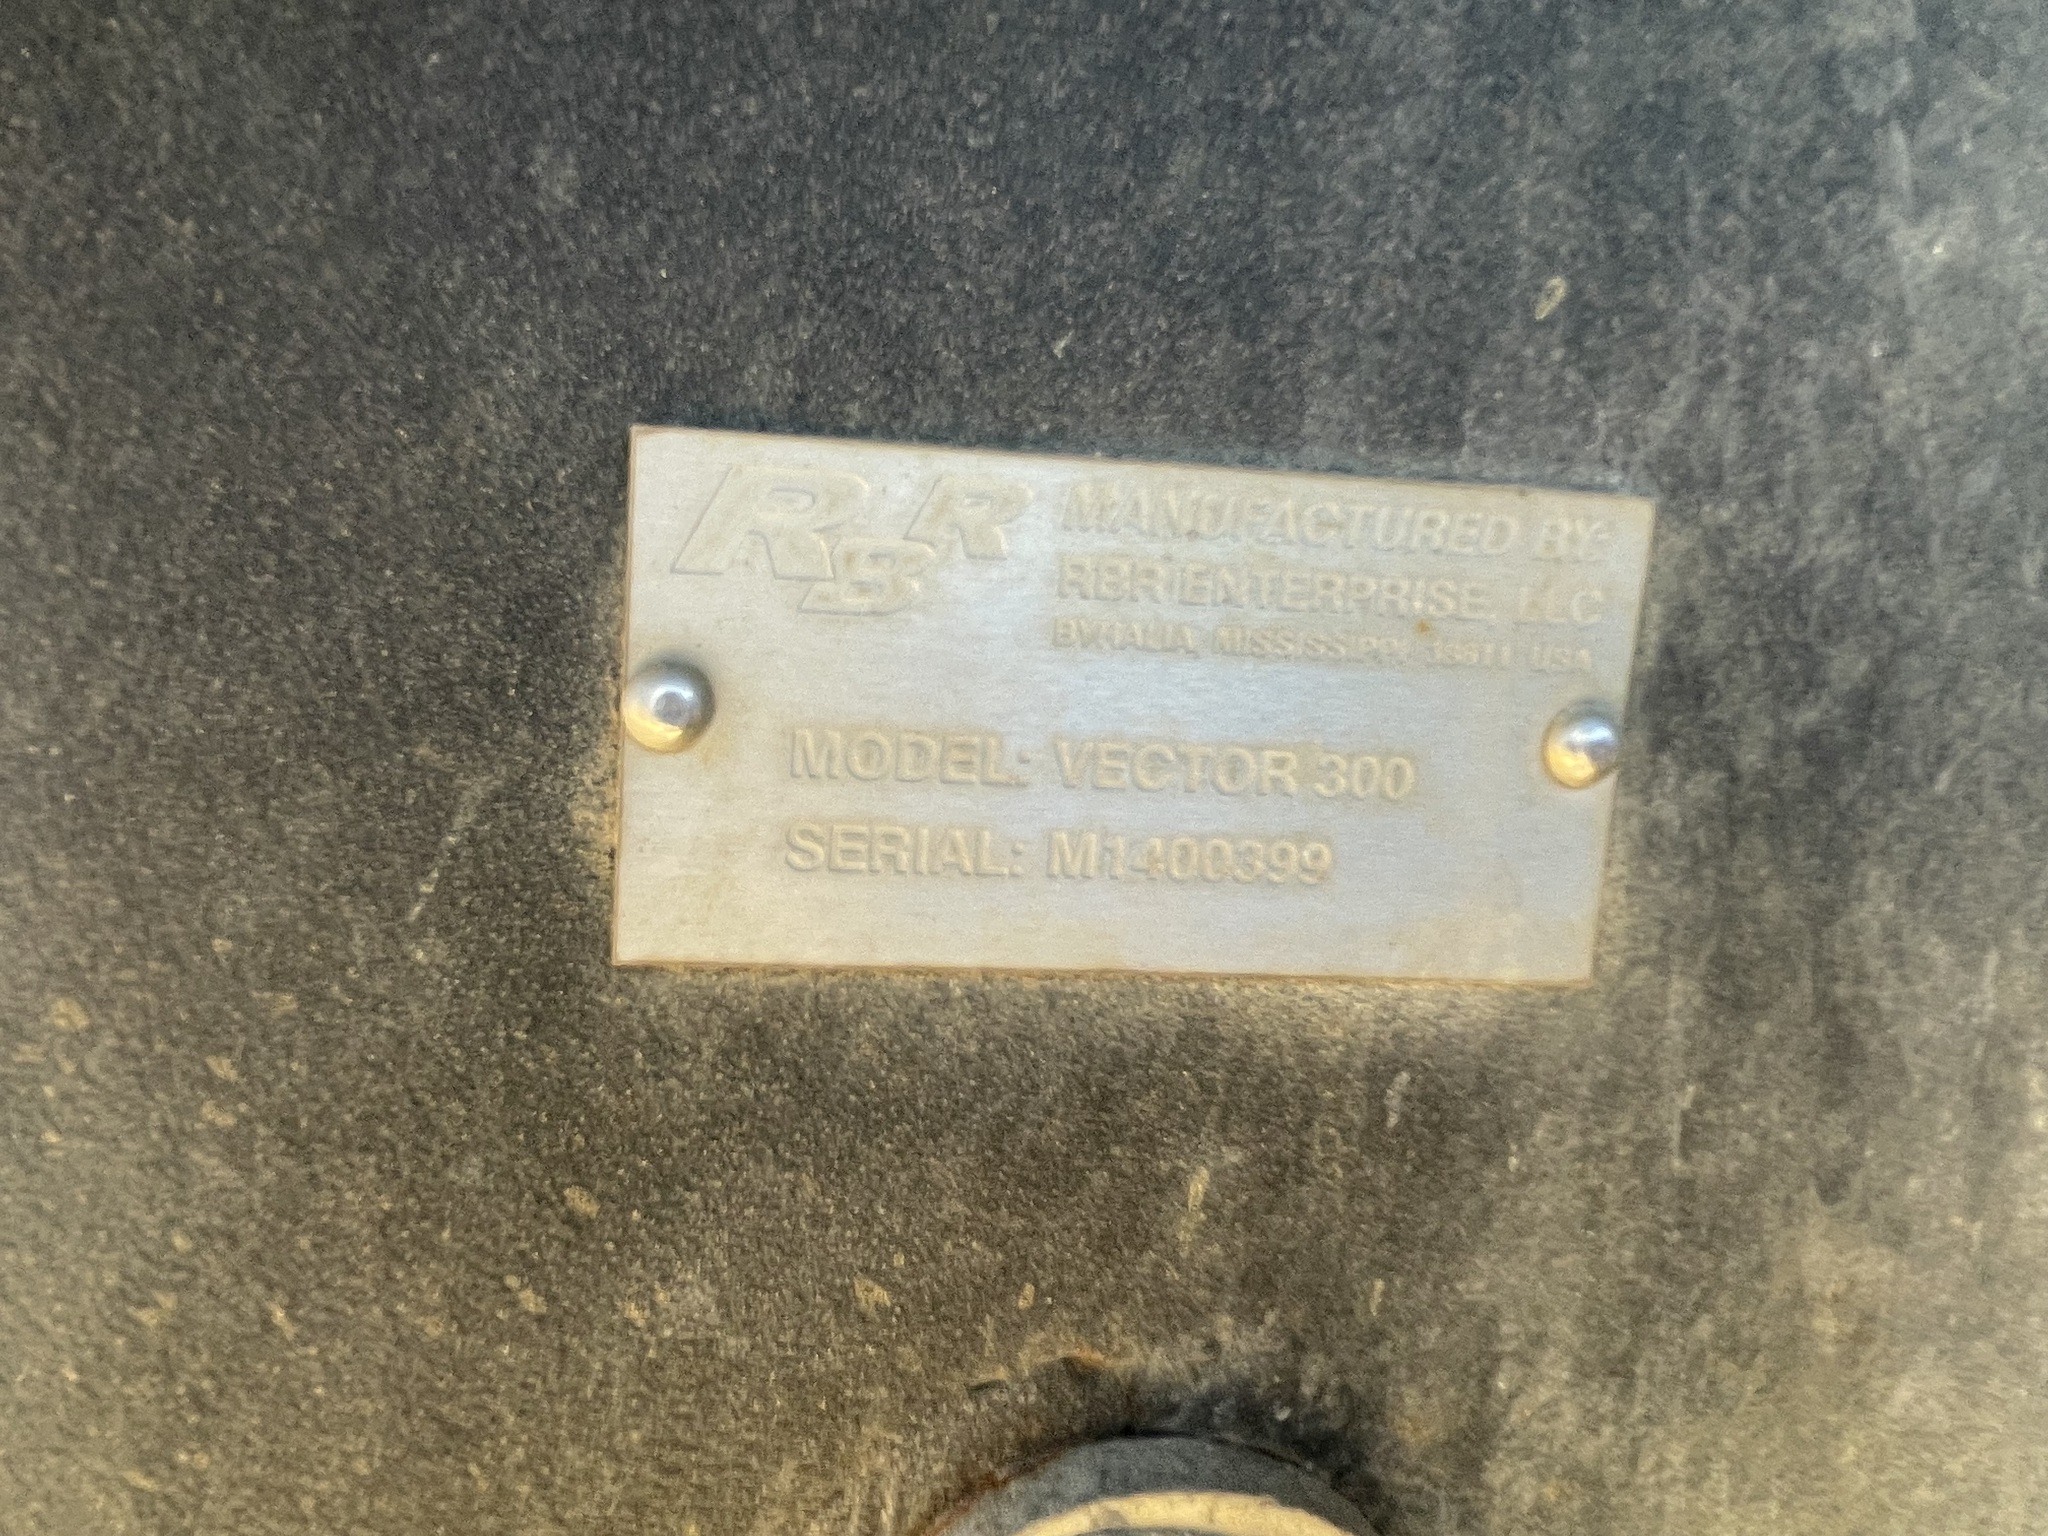 RBR
MANUFACTURED BY:
RBR ENTERPRISE, LLC
BYHALIA, MISSISSIPPI, 38611 USA
MODEL: VECTOR 300
SERIAL: M1400399